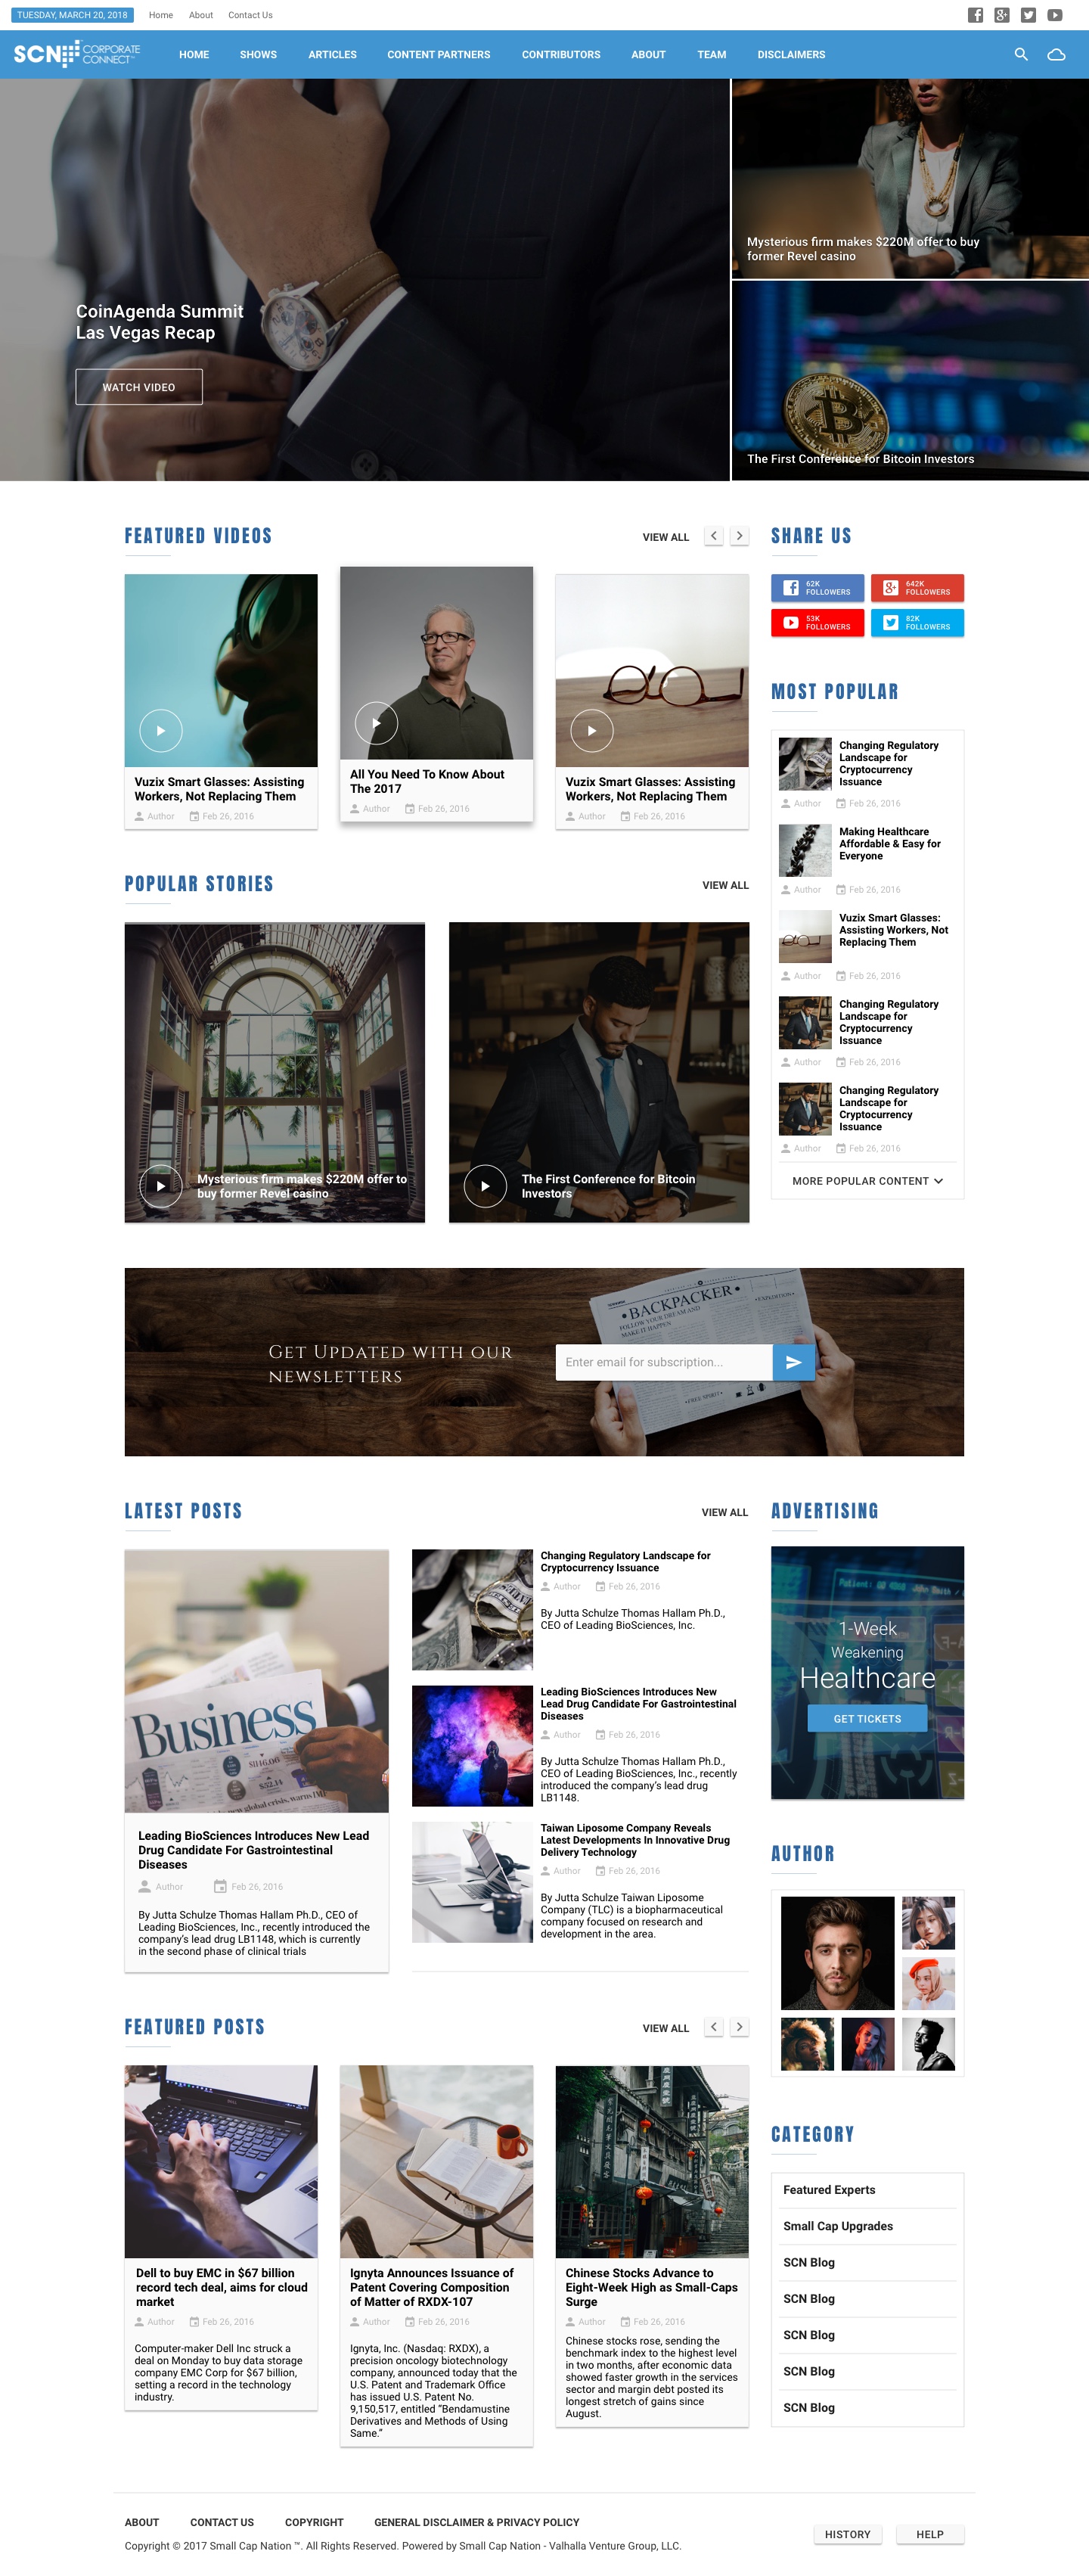 TUESDAY, MARCH 20, 2018
Home
About
Contact Us
SCN CORPORATE
CONNECT™
HOME
SHOWS
ARTICLES
CONTENT PARTNERS
CONTRIBUTORS
ABOUT
TEAM
DISCLAIMERS
CoinAgenda Summit
Las Vegas Recap
WATCH VIDEO
Mysterious firm makes $220M offer to buy
former Revel casino
The First Conference for Bitcoin Investors
FEATURED VIDEOS
VIEW ALL
Vuzix Smart Glasses: Assisting
Workers, Not Replacing Them
Author
Feb 26, 2016
All You Need To Know About
The 2017
Author
Feb 26, 2016
Vuzix Smart Glasses: Assisting
Workers, Not Replacing Them
Author
Feb 26, 2016
SHARE US
62K
FOLLOWERS
642K
FOLLOWERS
53K
FOLLOWERS
82K
FOLLOWERS
MOST POPULAR
Changing Regulatory
Landscape for
Cryptocurrency
Issuance
Author
Feb 26, 2016
Making Healthcare
Affordable & Easy for
Everyone
Author
Feb 26, 2016
Vuzix Smart Glasses:
Assisting Workers, Not
Replacing Them
Author
Feb 26, 2016
Changing Regulatory
Landscape for
Cryptocurrency
Issuance
Author
Feb 26, 2016
Changing Regulatory
Landscape for
Cryptocurrency
Issuance
Author
Feb 26, 2016
MORE POPULAR CONTENT
POPULAR STORIES
VIEW ALL
Mysterious firm makes $220M offer to
buy former Revel casino
The First Conference for Bitcoin
Investors
Get Updated with our
newsletters
BACKPACKER
FOLLOW YOUR DREAM AND
MAKE IT HAPPEN
EXPEDITION
Enter email for subscription...
FREE SPIRIT
LATEST POSTS
VIEW ALL
Business
Leading BioSciences Introduces New Lead
Drug Candidate For Gastrointestinal
Diseases
Author
Feb 26, 2016
By Jutta Schulze Thomas Hallam Ph.D., CEO of
Leading BioSciences, Inc., recently introduced the
company's lead drug LB1148, which is currently
in the second phase of clinical trials
Changing Regulatory Landscape for
Cryptocurrency Issuance
Author
Feb 26, 2016
By Jutta Schulze Thomas Hallam Ph.D.,
CEO of Leading BioSciences, Inc.
Leading BioSciences Introduces New
Lead Drug Candidate For Gastrointestinal
Diseases
Author
Feb 26, 2016
By Jutta Schulze Thomas Hallam Ph.D.,
CEO of Leading BioSciences, Inc., recently
introduced the company's lead drug
LB1148.
Taiwan Liposome Company Reveals
Latest Developments In Innovative Drug
Delivery Technology
Author
Feb 26, 2016
By Jutta Schulze Taiwan Liposome
Company (TLC) is a biopharmaceutical
company focused on research and
development in the area.
ADVERTISING
1-Week
Weakening
Healthcare
GET TICKETS
AUTHOR
FEATURED POSTS
VIEW ALL
Dell to buy EMC in $67 billion
record tech deal, aims for cloud
market
Author
Feb 26, 2016
Computer-maker Dell Inc struck a
deal on Monday to buy data storage
company EMC Corp for $67 billion,
setting a record in the technology
industry.
Ignyta Announces Issuance of
Patent Covering Composition
of Matter of RXDX-107
Author
Feb 26, 2016
Ignyta, Inc. (Nasdaq: RXDX), a
precision oncology biotechnology
company, announced today that the
U.S. Patent and Trademark Office
has issued U.S. Patent No.
9,150,517, entitled “Bendamustine
Derivatives and Methods of Using
Same.”
Chinese Stocks Advance to
Eight-Week High as Small-Caps
Surge
Author
Feb 26, 2016
Chinese stocks rose, sending the
benchmark index to the highest level
in two months, after economic data
showed faster growth in the services
sector and margin debt posted its
longest stretch of gains since
August.
CATEGORY
Featured Experts
Small Cap Upgrades
SCN Blog
SCN Blog
SCN Blog
SCN Blog
SCN Blog
ABOUT
CONTACT US
COPYRIGHT
GENERAL DISCLAIMER & PRIVACY POLICY
Copyright © 2017 Small Cap Nation ™. All Rights Reserved. Powered by Small Cap Nation - Valhalla Venture Group, LLC.
HISTORY
HELP